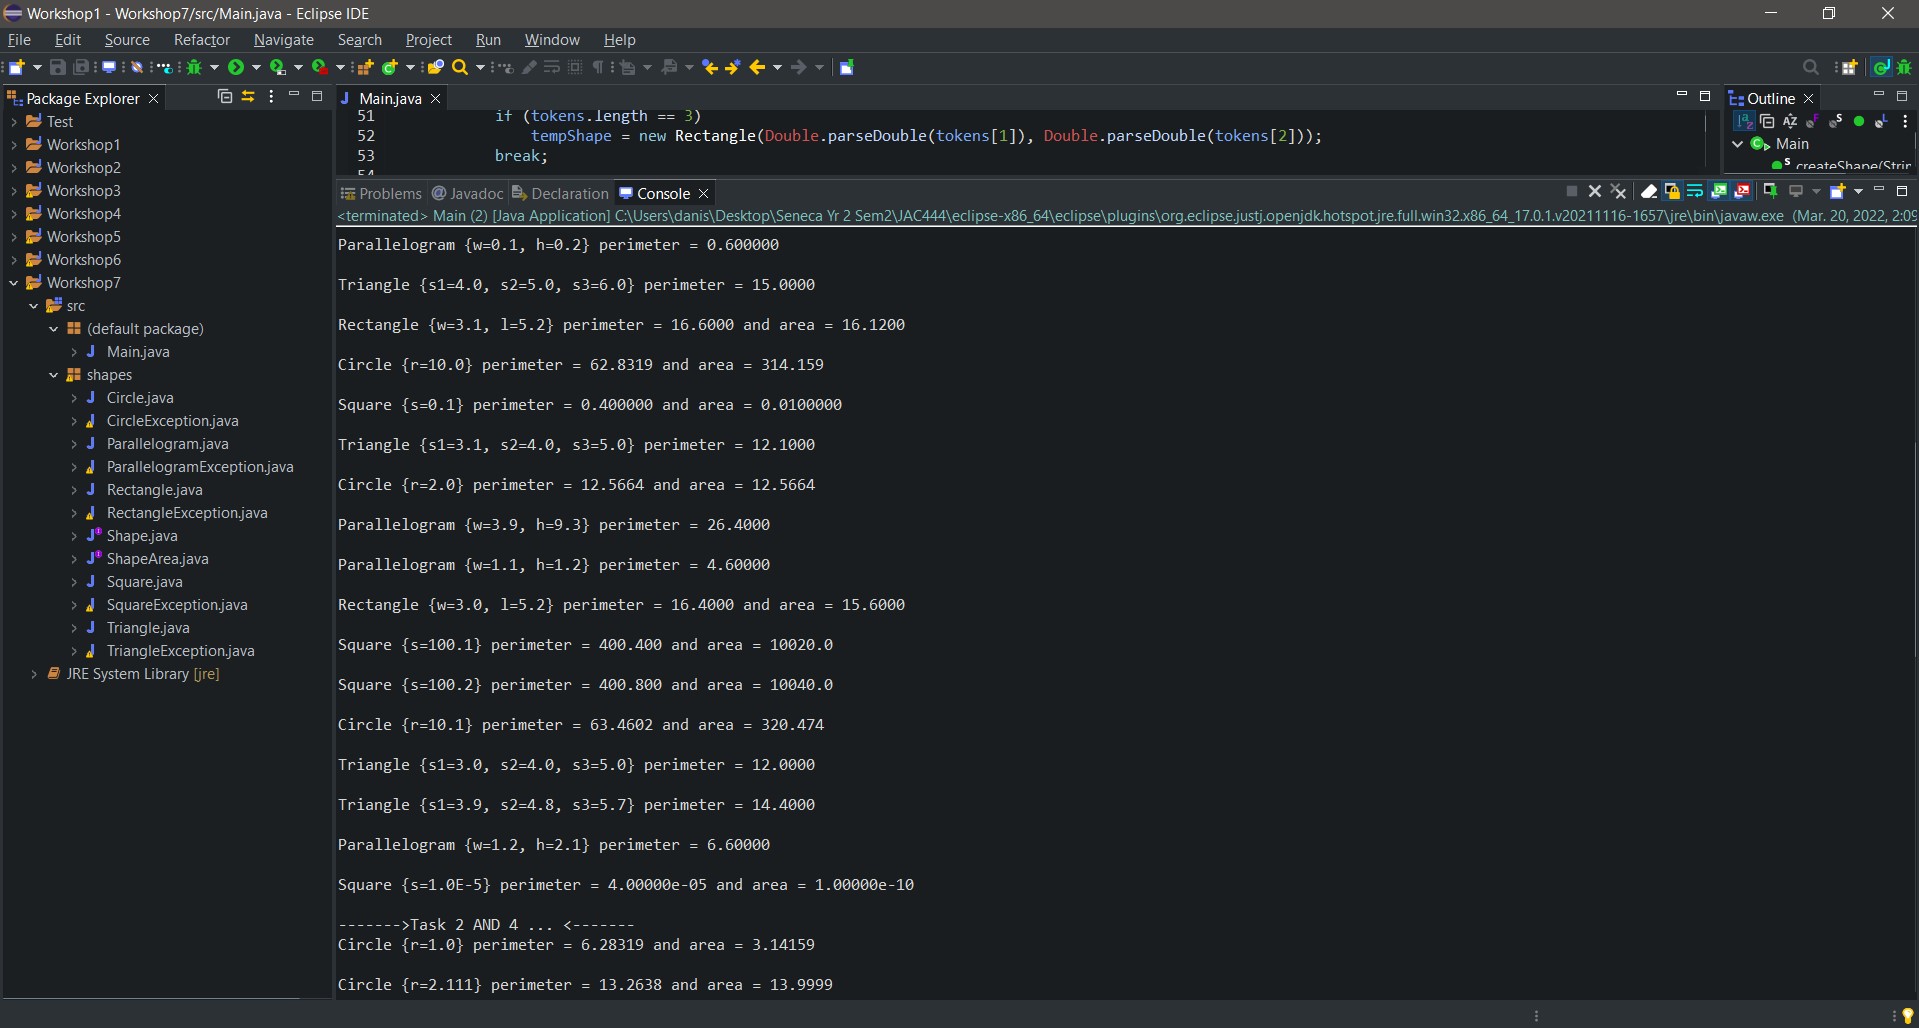 Workshop1 - Workshop7/src/Main.java - Eclipse IDE
File Edit Source Refactor Navigate Search Project Run Window Help
Package Explorer
Test
Workshop1
Workshop2
Workshop3
Workshop4
Workshop5
Workshop6
Workshop7
src
(default package)
Main.java
shapes
Circle.java
CircleException.java
Parallelogram.java
ParallelogramException.java
Rectangle.java
RectangleException.java
Shape.java
ShapeArea.java
Square.java
SquareException.java
Triangle.java
TriangleException.java
JRE System Library [jre]
Main.java
51 if (tokens.length == 3)
52 tempShape = new Rectangle(Double.parseDouble(tokens[1]), Double.parseDouble(tokens[2]));
53 break;
54
Outline
Main
createShape(Strin
Problems Javadoc Declaration Console
<terminated> Main (2) [Java Application] C:\Users\danis\Desktop\Seneca Yr 2 Sem2\JAC444\eclipse-x86_64\eclipse\plugins\org.eclipse.justj.openjdk.hotspot.jre.full.win32.x86_64_17.0.1.v20211116-1657\jre\bin\javaw.exe (Mar. 20, 2022, 2:09
Parallelogram {w=0.1, h=0.2} perimeter = 0.600000
Triangle {s1=4.0, s2=5.0, s3=6.0} perimeter = 15.0000
Rectangle {w=3.1, l=5.2} perimeter = 16.6000 and area = 16.1200
Circle {r=10.0} perimeter = 62.8319 and area = 314.159
Square {s=0.1} perimeter = 0.400000 and area = 0.0100000
Triangle {s1=3.1, s2=4.0, s3=5.0} perimeter = 12.1000
Circle {r=2.0} perimeter = 12.5664 and area = 12.5664
Parallelogram {w=3.9, h=9.3} perimeter = 26.4000
Parallelogram {w=1.1, h=1.2} perimeter = 4.60000
Rectangle {w=3.0, l=5.2} perimeter = 16.4000 and area = 15.6000
Square {s=100.1} perimeter = 400.400 and area = 10020.0
Square {s=100.2} perimeter = 400.800 and area = 10040.0
Circle {r=10.1} perimeter = 63.4602 and area = 320.474
Triangle {s1=3.0, s2=4.0, s3=5.0} perimeter = 12.0000
Triangle {s1=3.9, s2=4.8, s3=5.7} perimeter = 14.4000
Parallelogram {w=1.2, h=2.1} perimeter = 6.60000
Square {s=1.0E-5} perimeter = 4.00000e-05 and area = 1.00000e-10
------->Task 2 AND 4 ... <-------
Circle {r=1.0} perimeter = 6.28319 and area = 3.14159
Circle {r=2.111} perimeter = 13.2638 and area = 13.9999